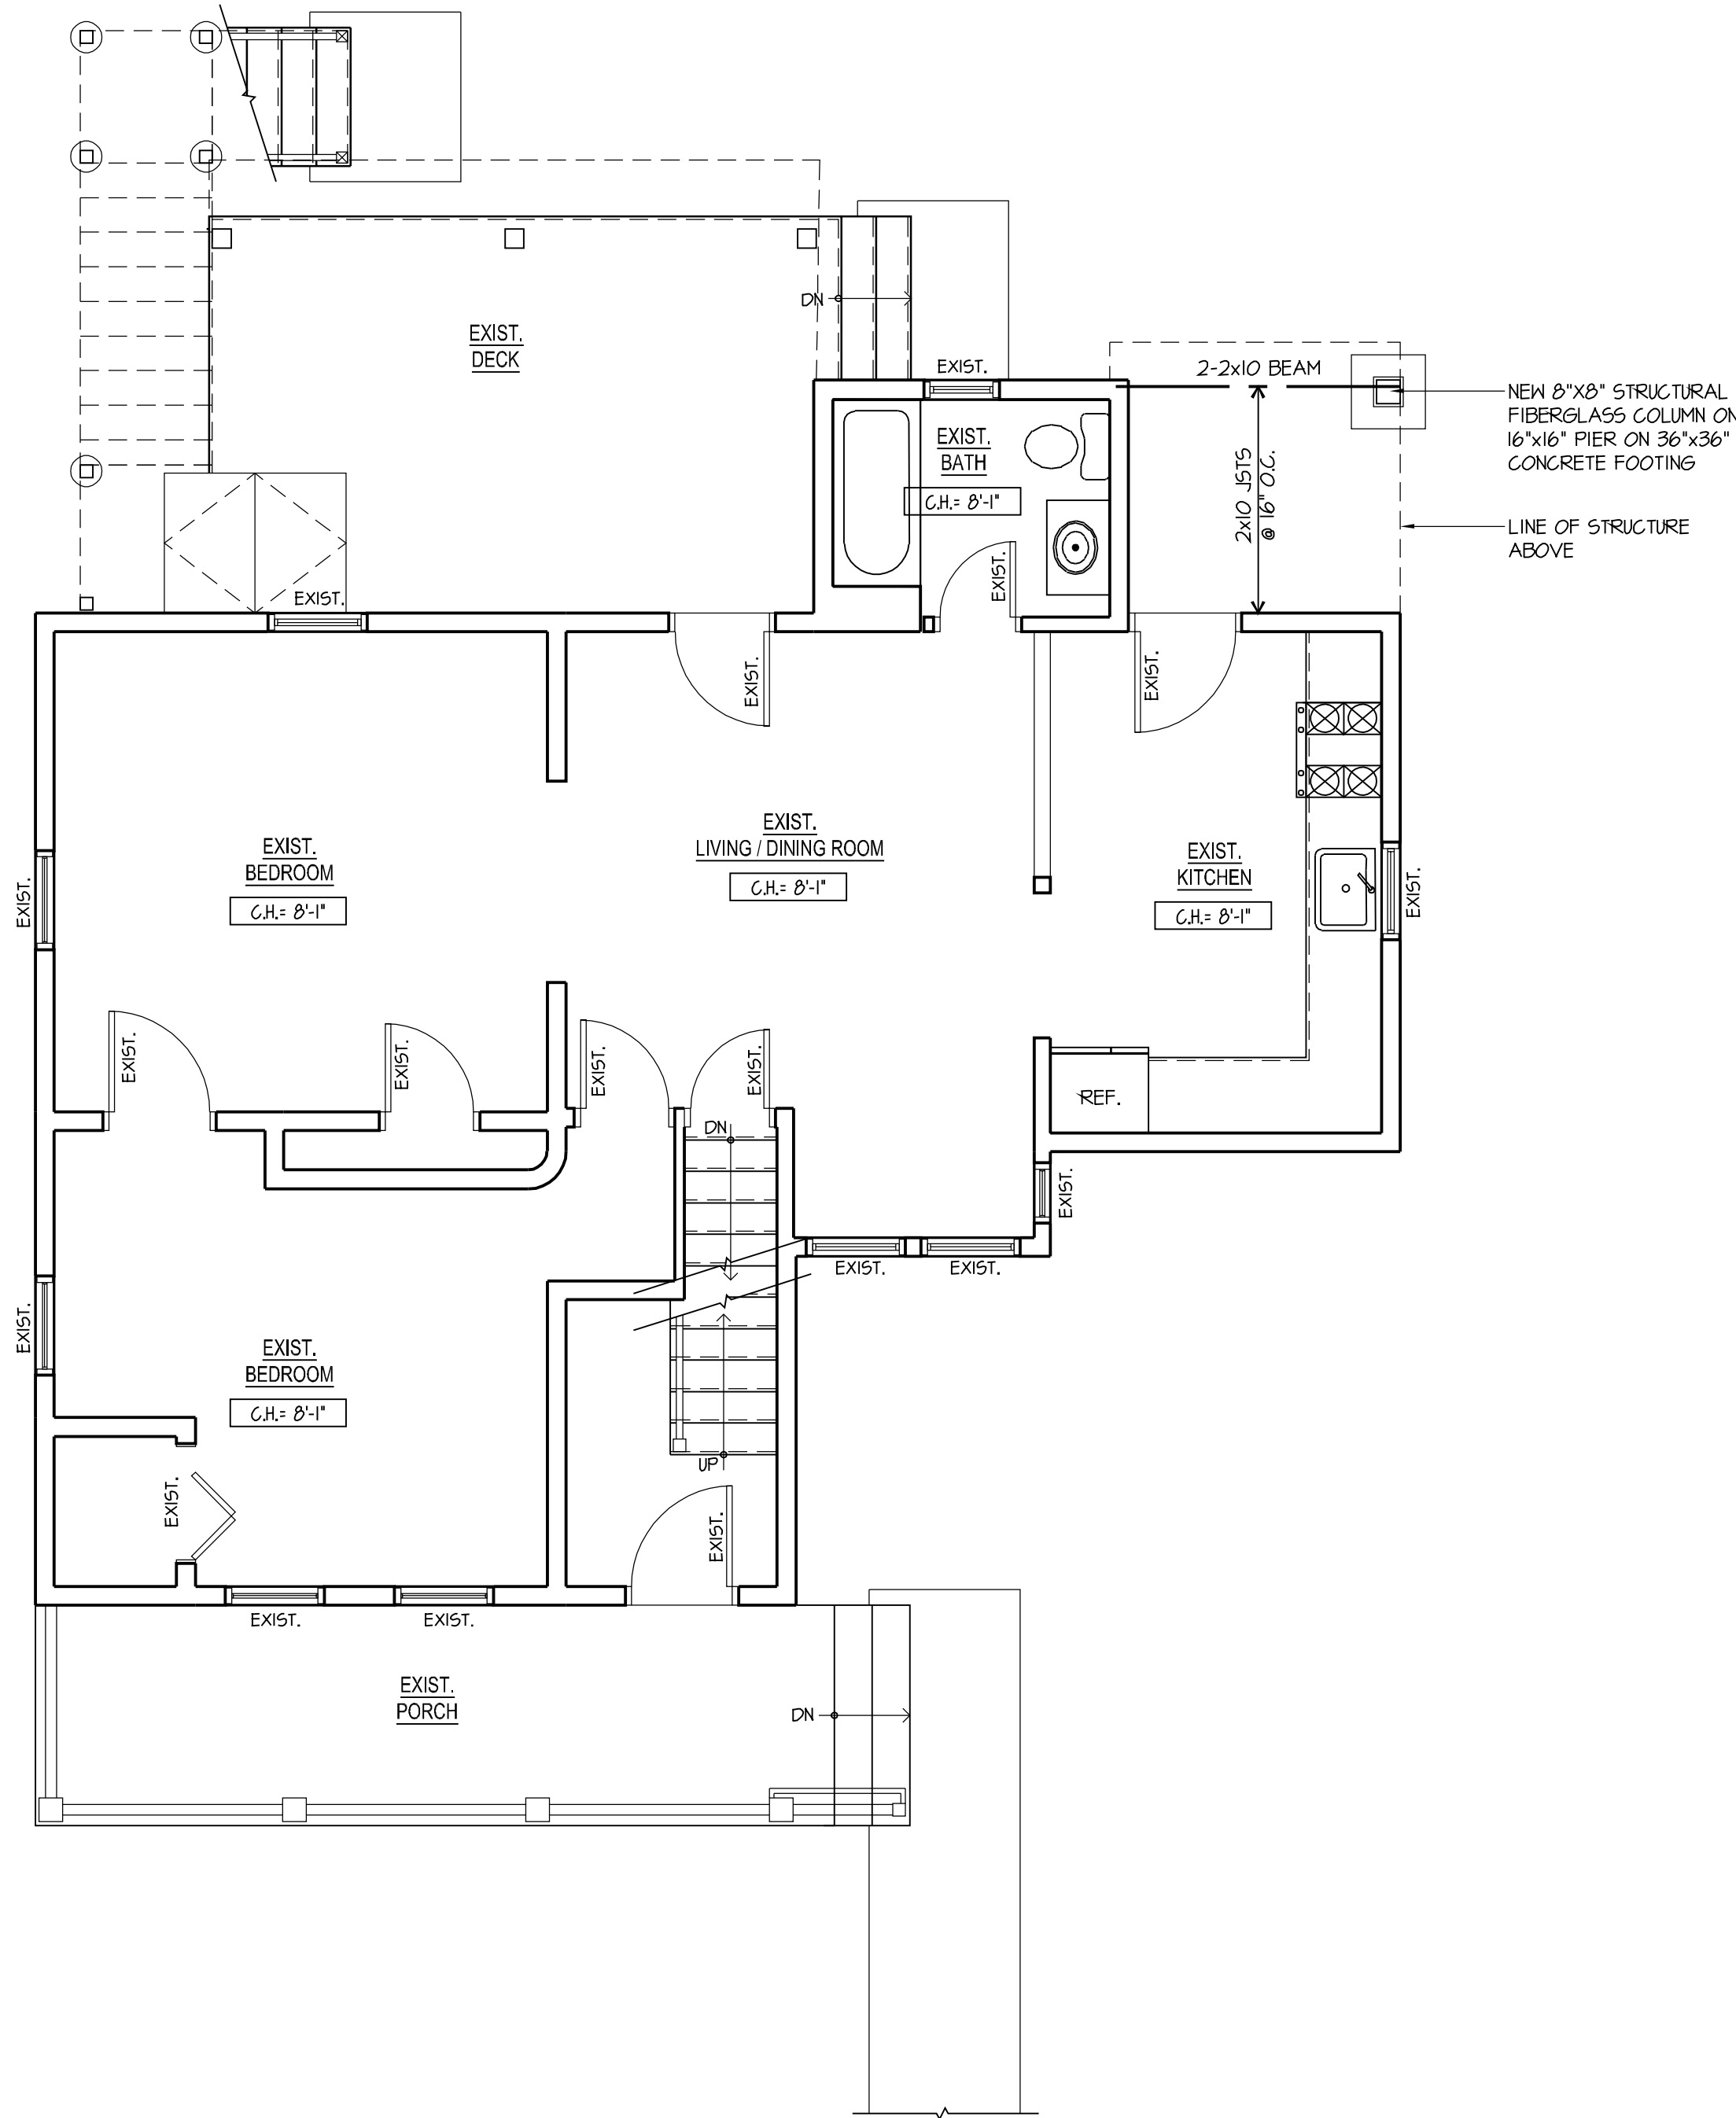 EXIST.
DECK
DN
EXIST.
2-2x10 BEAM
NEW 8"X8" STRUCTURAL
FIBERGLASS COLUMN ON
16"x16" PIER ON 36"x36"
CONCRETE FOOTING
EXIST.
BATH
C.H.= 8'-1"
2x10 JSTS
@ 16" O.C.
LINE OF STRUCTURE
ABOVE
EXIST.
EXIST.
EXIST.
EXIST.
EXIST.
BEDROOM
C.H.= 8'-1"
EXIST.
LIVING / DINING ROOM
C.H.= 8'-1"
EXIST.
KITCHEN
C.H.= 8'-1"
EXIST.
EXIST.
EXIST.
EXIST.
EXIST.
EXIST.
REF.
DN
EXIST.
EXIST.
EXIST.
EXIST.
EXIST.
BEDROOM
C.H.= 8'-1"
UP
EXIST.
EXIST.
EXIST.
EXIST.
EXIST.
PORCH
DN